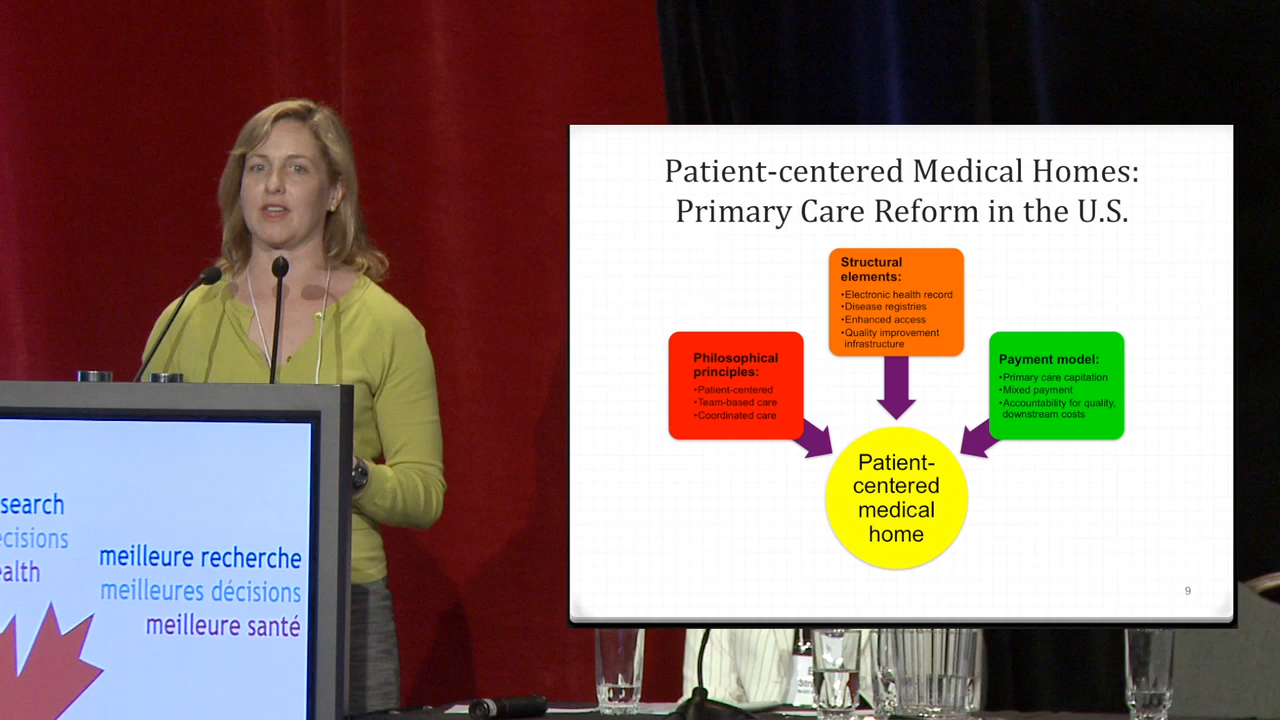 Patient-centered Medical Homes:
Primary Care Reform in the U.S.
Structural
elements:
•Electronic health record
•Disease registries
•Enhanced access
•Quality improvement
infrastructure
Philosophical
principles:
•Patient-centered
•Team-based care
•Coordinated care
Payment model:
•Primary care capitation
•Mixed payment
•Accountability for quality,
downstream costs
Patient-
centered
medical
home
9
search
ecisions
ealth
meilleure recherche
meilleures décisions
meilleure santé